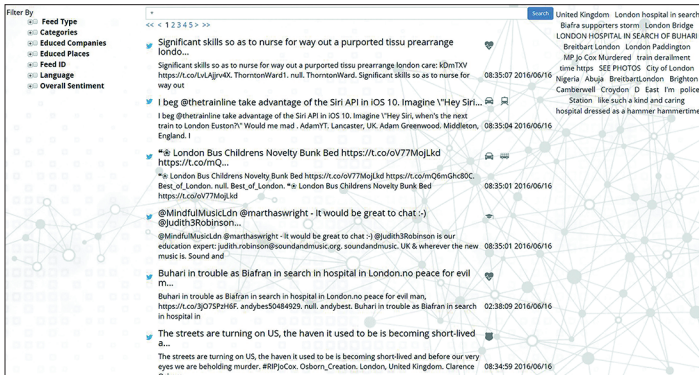 Filter By
Feed Type
Categories
Educed Companies
Educed Places
Feed ID
Language
Overall Sentiment
*
Search
<< < 1 2 3 4 5 > >>
Significant skills so as to nurse for way out a purported tissu prearrange
londo...
Significant skills so as to nurse for way out a purported tissu prearrange london care: kDmTXV
https://t.co/LvLAjjrv4X. ThorntonWard1. null. ThorntonWard. Significant skills so as to nurse for
way out
08:35:07 2016/06/16
I beg @thetrainline take advantage of the Siri API in iOS 10. Imagine \"Hey Siri...
I beg @thetrainline take advantage of the Siri API in iOS 10. Imagine \"Hey Siri, when's the next
train to London Euston?\" Would me mad . AdamYT. Lancaster, UK. Adam Greenwood. Middleton,
England. I
08:35:04 2016/06/16
❝❀ London Bus Childrens Novelty Bunk Bed https://t.co/oV77MojLkd
https://t.co/mQ...
❝❀ London Bus Childrens Novelty Bunk Bed https://t.co/oV77MojLkd https://t.co/mQ6mGhc80C.
Best_of_London. null. Best_of_London. ❝❀ London Bus Childrens Novelty Bunk Bed
https://t.co/oV77MojLkd
08:35:01 2016/06/16
@MindfulMusicLdn @marthaswright - It would be great to chat :-)
@Judith3Robinson...
@MindfulMusicLdn @marthaswright - It would be great to chat :-) @Judith3Robinson is our
education expert: judith.robinson@soundandmusic.org. soundandmusic. UK & wherever the new
music is. Sound and
08:35:01 2016/06/16
Buhari in trouble as Biafran in search in hospital in London.no peace for evil
m...
Buhari in trouble as Biafran in search in hospital in London.no peace for evil man,
https://t.co/3jO7SPzH6F. andybes50484929. null. andybest. Buhari in trouble as Biafran in search
in hospital in
02:38:09 2016/06/16
The streets are turning on US, the haven it used to be is becoming short-lived
a...
The streets are turning on US, the haven it used to be is becoming short-lived and before our very
eyes we are beholding murder. #RIPJoCox. Osborn_Creation. London, United Kingdom. Clarence
08:34:59 2016/06/16
United Kingdom London hospital in search
Biafra supporters storm London Bridge
LONDON HOSPITAL IN SEARCH OF BUHARI
Breitbart London London Paddington
MP Jo Cox Murdered train derailment
time https SEE PHOTOS City of London
Nigeria Abuja BreitbartLondon Brighton
Camberwell Croydon D East I'm police
Station like such a kind and caring
hospital dressed as a hammer hammertime